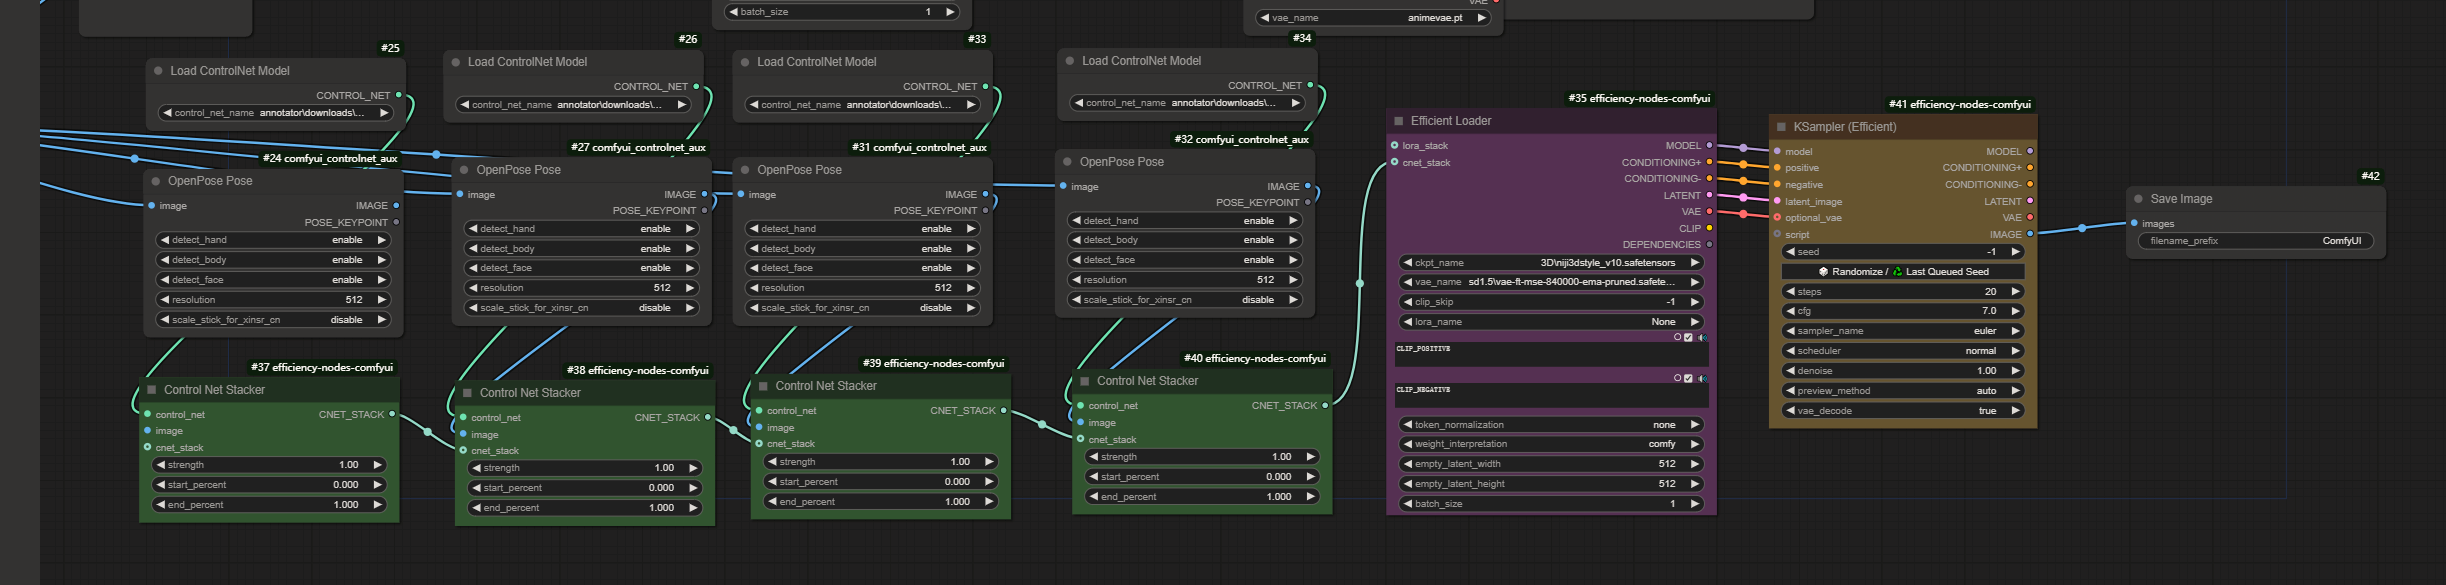 batch_size 1
VAE
vae_name animevae.pt
#25
Load ControlNet Model
CONTROL_NET
control_net_name annotator\downloads\...
#24 comfyui_controlnet_aux
OpenPose Pose
image IMAGE
POSE_KEYPOINT
detect_hand enable
detect_body enable
detect_face enable
resolution 512
scale_stick_for_xinsr_cn disable
#37 efficiency-nodes-comfyui
Control Net Stacker
control_net CNET_STACK
image
cnet_stack
strength 1.00
start_percent 0.000
end_percent 1.000
#26
Load ControlNet Model
CONTROL_NET
control_net_name annotator\downloads\...
#27 comfyui_controlnet_aux
OpenPose Pose
image IMAGE
POSE_KEYPOINT
detect_hand enable
detect_body enable
detect_face enable
resolution 512
scale_stick_for_xinsr_cn disable
#38 efficiency-nodes-comfyui
Control Net Stacker
control_net CNET_STACK
image
cnet_stack
strength 1.00
start_percent 0.000
end_percent 1.000
#33
Load ControlNet Model
CONTROL_NET
control_net_name annotator\downloads\...
#31 comfyui_controlnet_aux
OpenPose Pose
image IMAGE
POSE_KEYPOINT
detect_hand enable
detect_body enable
detect_face enable
resolution 512
scale_stick_for_xinsr_cn disable
#39 efficiency-nodes-comfyui
Control Net Stacker
control_net CNET_STACK
image
cnet_stack
strength 1.00
start_percent 0.000
end_percent 1.000
#34
Load ControlNet Model
CONTROL_NET
control_net_name annotator\downloads\...
#32 comfyui_controlnet_aux
OpenPose Pose
image IMAGE
POSE_KEYPOINT
detect_hand enable
detect_body enable
detect_face enable
resolution 512
scale_stick_for_xinsr_cn disable
#40 efficiency-nodes-comfyui
Control Net Stacker
control_net CNET_STACK
image
cnet_stack
strength 1.00
start_percent 0.000
end_percent 1.000
#35 efficiency-nodes-comfyui
Efficient Loader
lora_stack MODEL
cnet_stack CONDITIONING+
CONDITIONING-
LATENT
VAE
CLIP
DEPENDENCIES
ckpt_name 3D\niji3dstyle_v10.safetensors
vae_name sd1.5\vae-ft-mse-840000-ema-pruned.safete...
clip_skip -1
lora_name None
CLIP_POSITIVE
CLIP_NEGATIVE
token_normalization none
weight_interpretation comfy
empty_latent_width 512
empty_latent_height 512
batch_size 1
#41 efficiency-nodes-comfyui
KSampler (Efficient)
model MODEL
positive CONDITIONING+
negative CONDITIONING-
latent_image LATENT
optional_vae VAE
script IMAGE
seed -1
🎲 Randomize / ♻ Last Queued Seed
steps 20
cfg 7.0
sampler_name euler
scheduler normal
denoise 1.00
preview_method auto
vae_decode true
#42
Save Image
images
filename_prefix ComfyUI